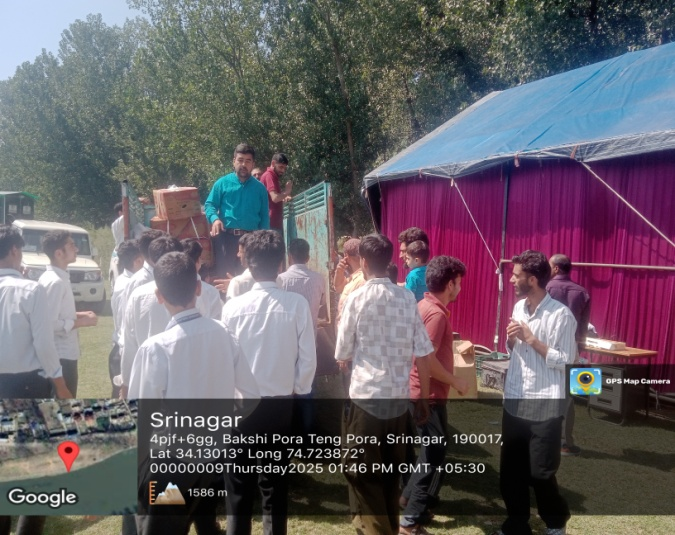 GPS Map Camera
Srinagar
4pjf+6gg, Bakshi Pora Teng Pora, Srinagar, 190017,
Lat 34.13013° Long 74.723872°
00000009Thursday2025 01:46 PM GMT +05:30
1586 m
Google